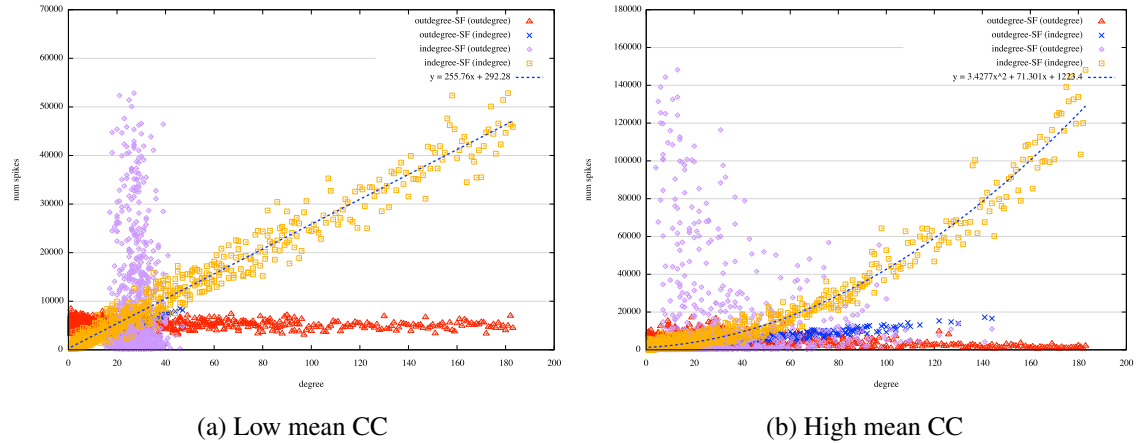 70000
60000
50000
40000
30000
20000
10000
0
num spikes
outdegree-SF (outdegree)
outdegree-SF (indegree)
indegree-SF (outdegree)
indegree-SF (indegree)
y = 255.76x + 292.28
0 20 40 60 80 100 120 140 160 180 200
degree
(a) Low mean CC
180000
160000
140000
120000
100000
80000
60000
40000
20000
0
num spikes
outdegree-SF (outdegree)
outdegree-SF (indegree)
indegree-SF (outdegree)
indegree-SF (indegree)
y = 3.4277x^2 + 71.301x + 1223.4
0 20 40 60 80 100 120 140 160 180 200
degree
(b) High mean CC